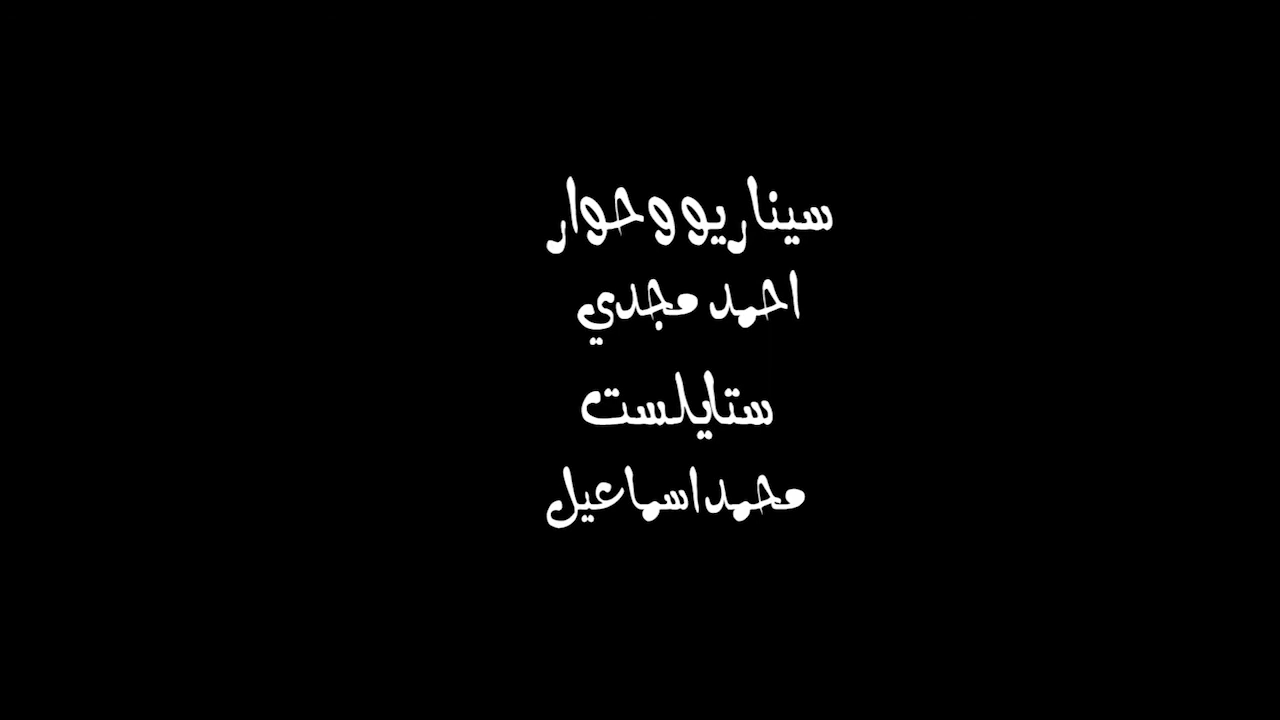 سيناريو وحوار
احمد مجدي
ستايلست
محمد اسماعيل